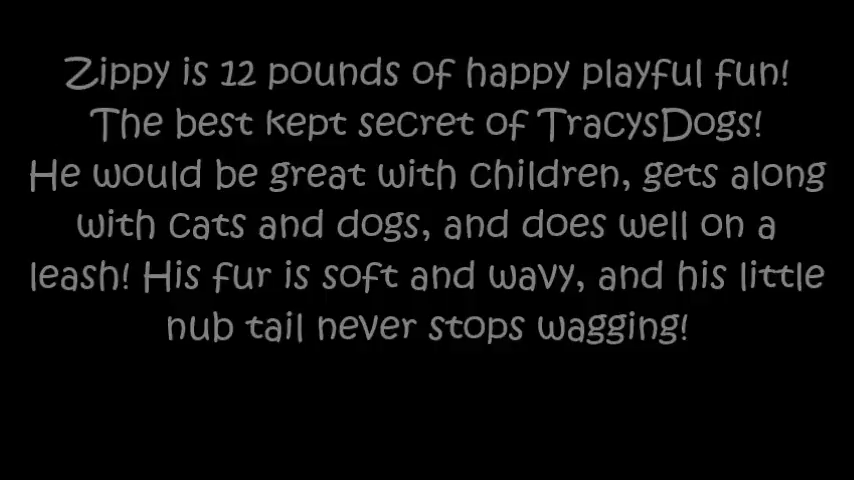 Zippy is 12 pounds of happy playful fun!
The best kept secret of TracysDogs!
He would be great with children, gets along
with cats and dogs, and does well on a
leash! His fur is soft and wavy, and his little
nub tail never stops wagging!